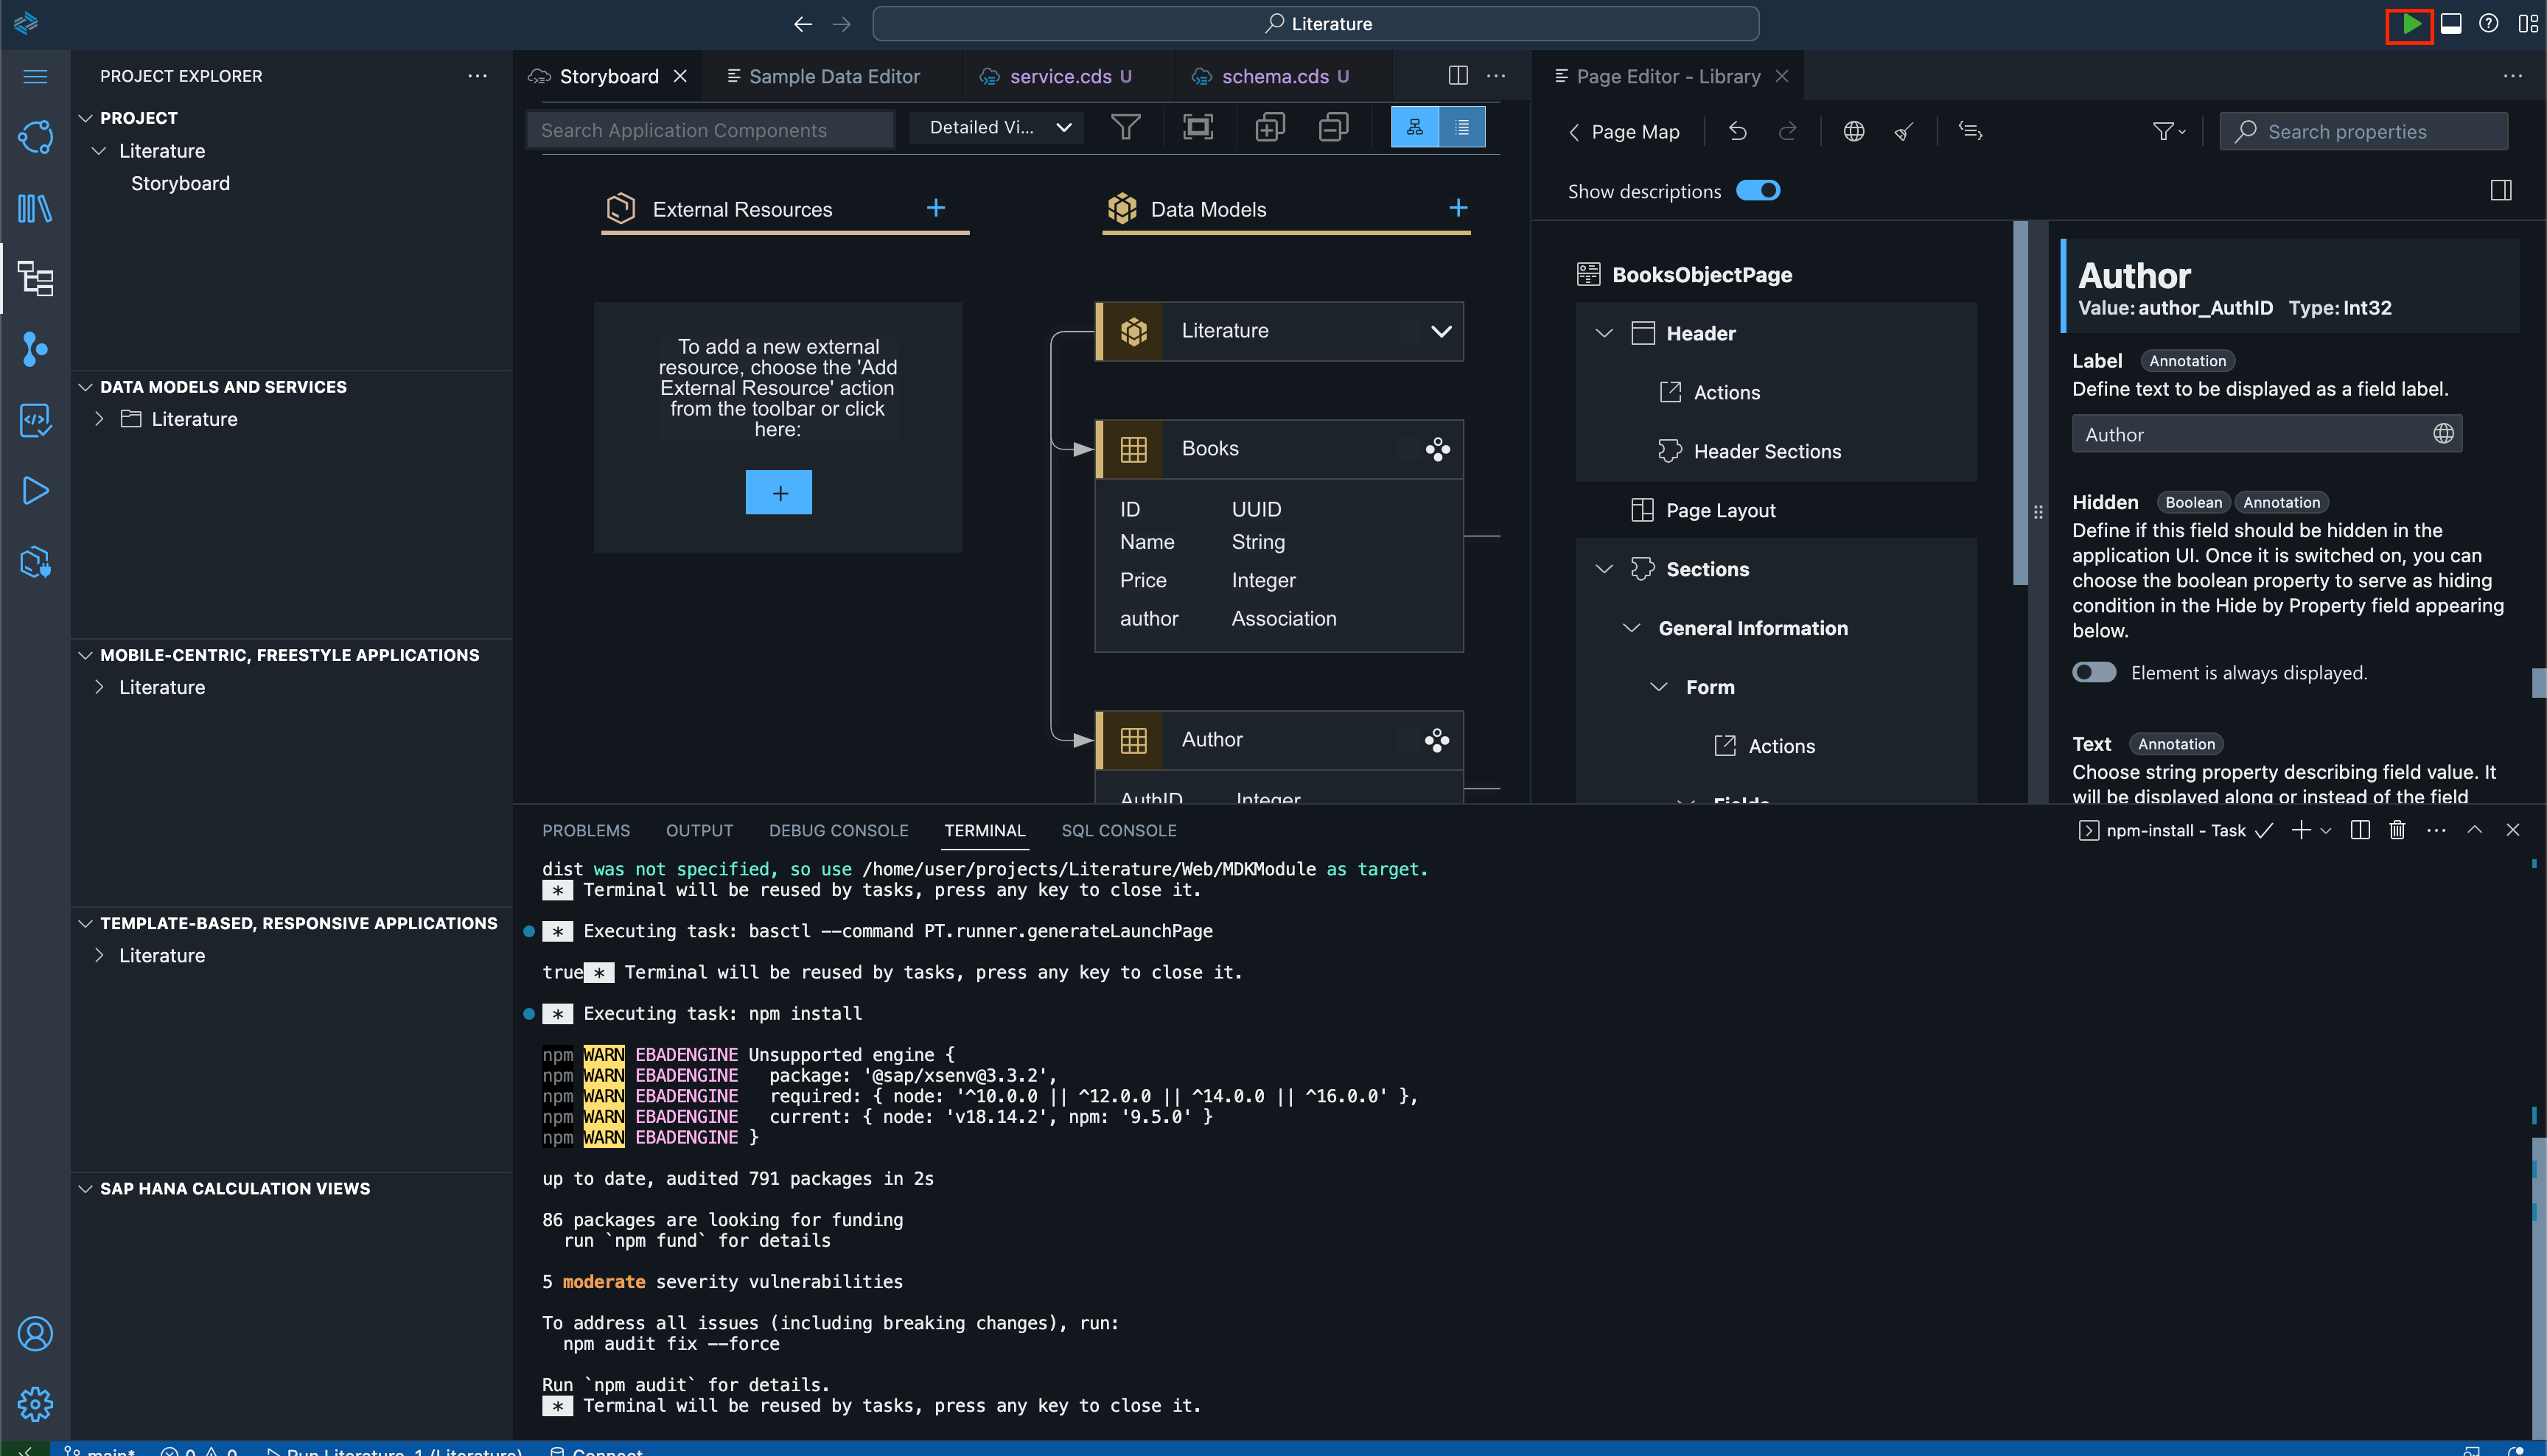 Literature
PROJECT EXPLORER
PROJECT
Literature
Storyboard
DATA MODELS AND SERVICES
Literature
MOBILE-CENTRIC, FREESTYLE APPLICATIONS
Literature
TEMPLATE-BASED, RESPONSIVE APPLICATIONS
Literature
SAP HANA CALCULATION VIEWS
Storyboard
Sample Data Editor
service.cds U
schema.cds U
Search Application Components
Detailed Vi...
External Resources
Data Models
To add a new external
resource, choose the 'Add
External Resource' action
from the toolbar or click
here:
+
Literature
Books
ID UUID
Name String
Price Integer
author Association
Author
AuthID Integer
Page Editor - Library
Page Map
Search properties
Show descriptions
BooksObjectPage
Header
Actions
Header Sections
Page Layout
Sections
General Information
Form
Actions
Fields
Author
Value: author_AuthID Type: Int32
Label Annotation
Define text to be displayed as a field label.
Author
Hidden Boolean Annotation
Define if this field should be hidden in the
application UI. Once it is switched on, you can
choose the boolean property to serve as hiding
condition in the Hide by Property field appearing
below.
Element is always displayed.
Text Annotation
Choose string property describing field value. It
will be displayed along or instead of the field
PROBLEMS OUTPUT DEBUG CONSOLE TERMINAL SQL CONSOLE
npm-install - Task
dist was not specified, so use /home/user/projects/Literature/Web/MDKModule as target.
* Terminal will be reused by tasks, press any key to close it.
* Executing task: basctl --command PT.runner.generateLaunchPage
true * Terminal will be reused by tasks, press any key to close it.
* Executing task: npm install
npm WARN EBADENGINE Unsupported engine {
npm WARN EBADENGINE package: '@sap/xsenv@3.3.2',
npm WARN EBADENGINE required: { node: '^10.0.0 || ^12.0.0 || ^14.0.0 || ^16.0.0' },
npm WARN EBADENGINE current: { node: 'v18.14.2', npm: '9.5.0' }
npm WARN EBADENGINE }
up to date, audited 791 packages in 2s
86 packages are looking for funding
run `npm fund` for details
5 moderate severity vulnerabilities
To address all issues (including breaking changes), run:
npm audit fix --force
Run `npm audit` for details.
* Terminal will be reused by tasks, press any key to close it.
main* 0 0 Run Literature-1 (Literature) Connect